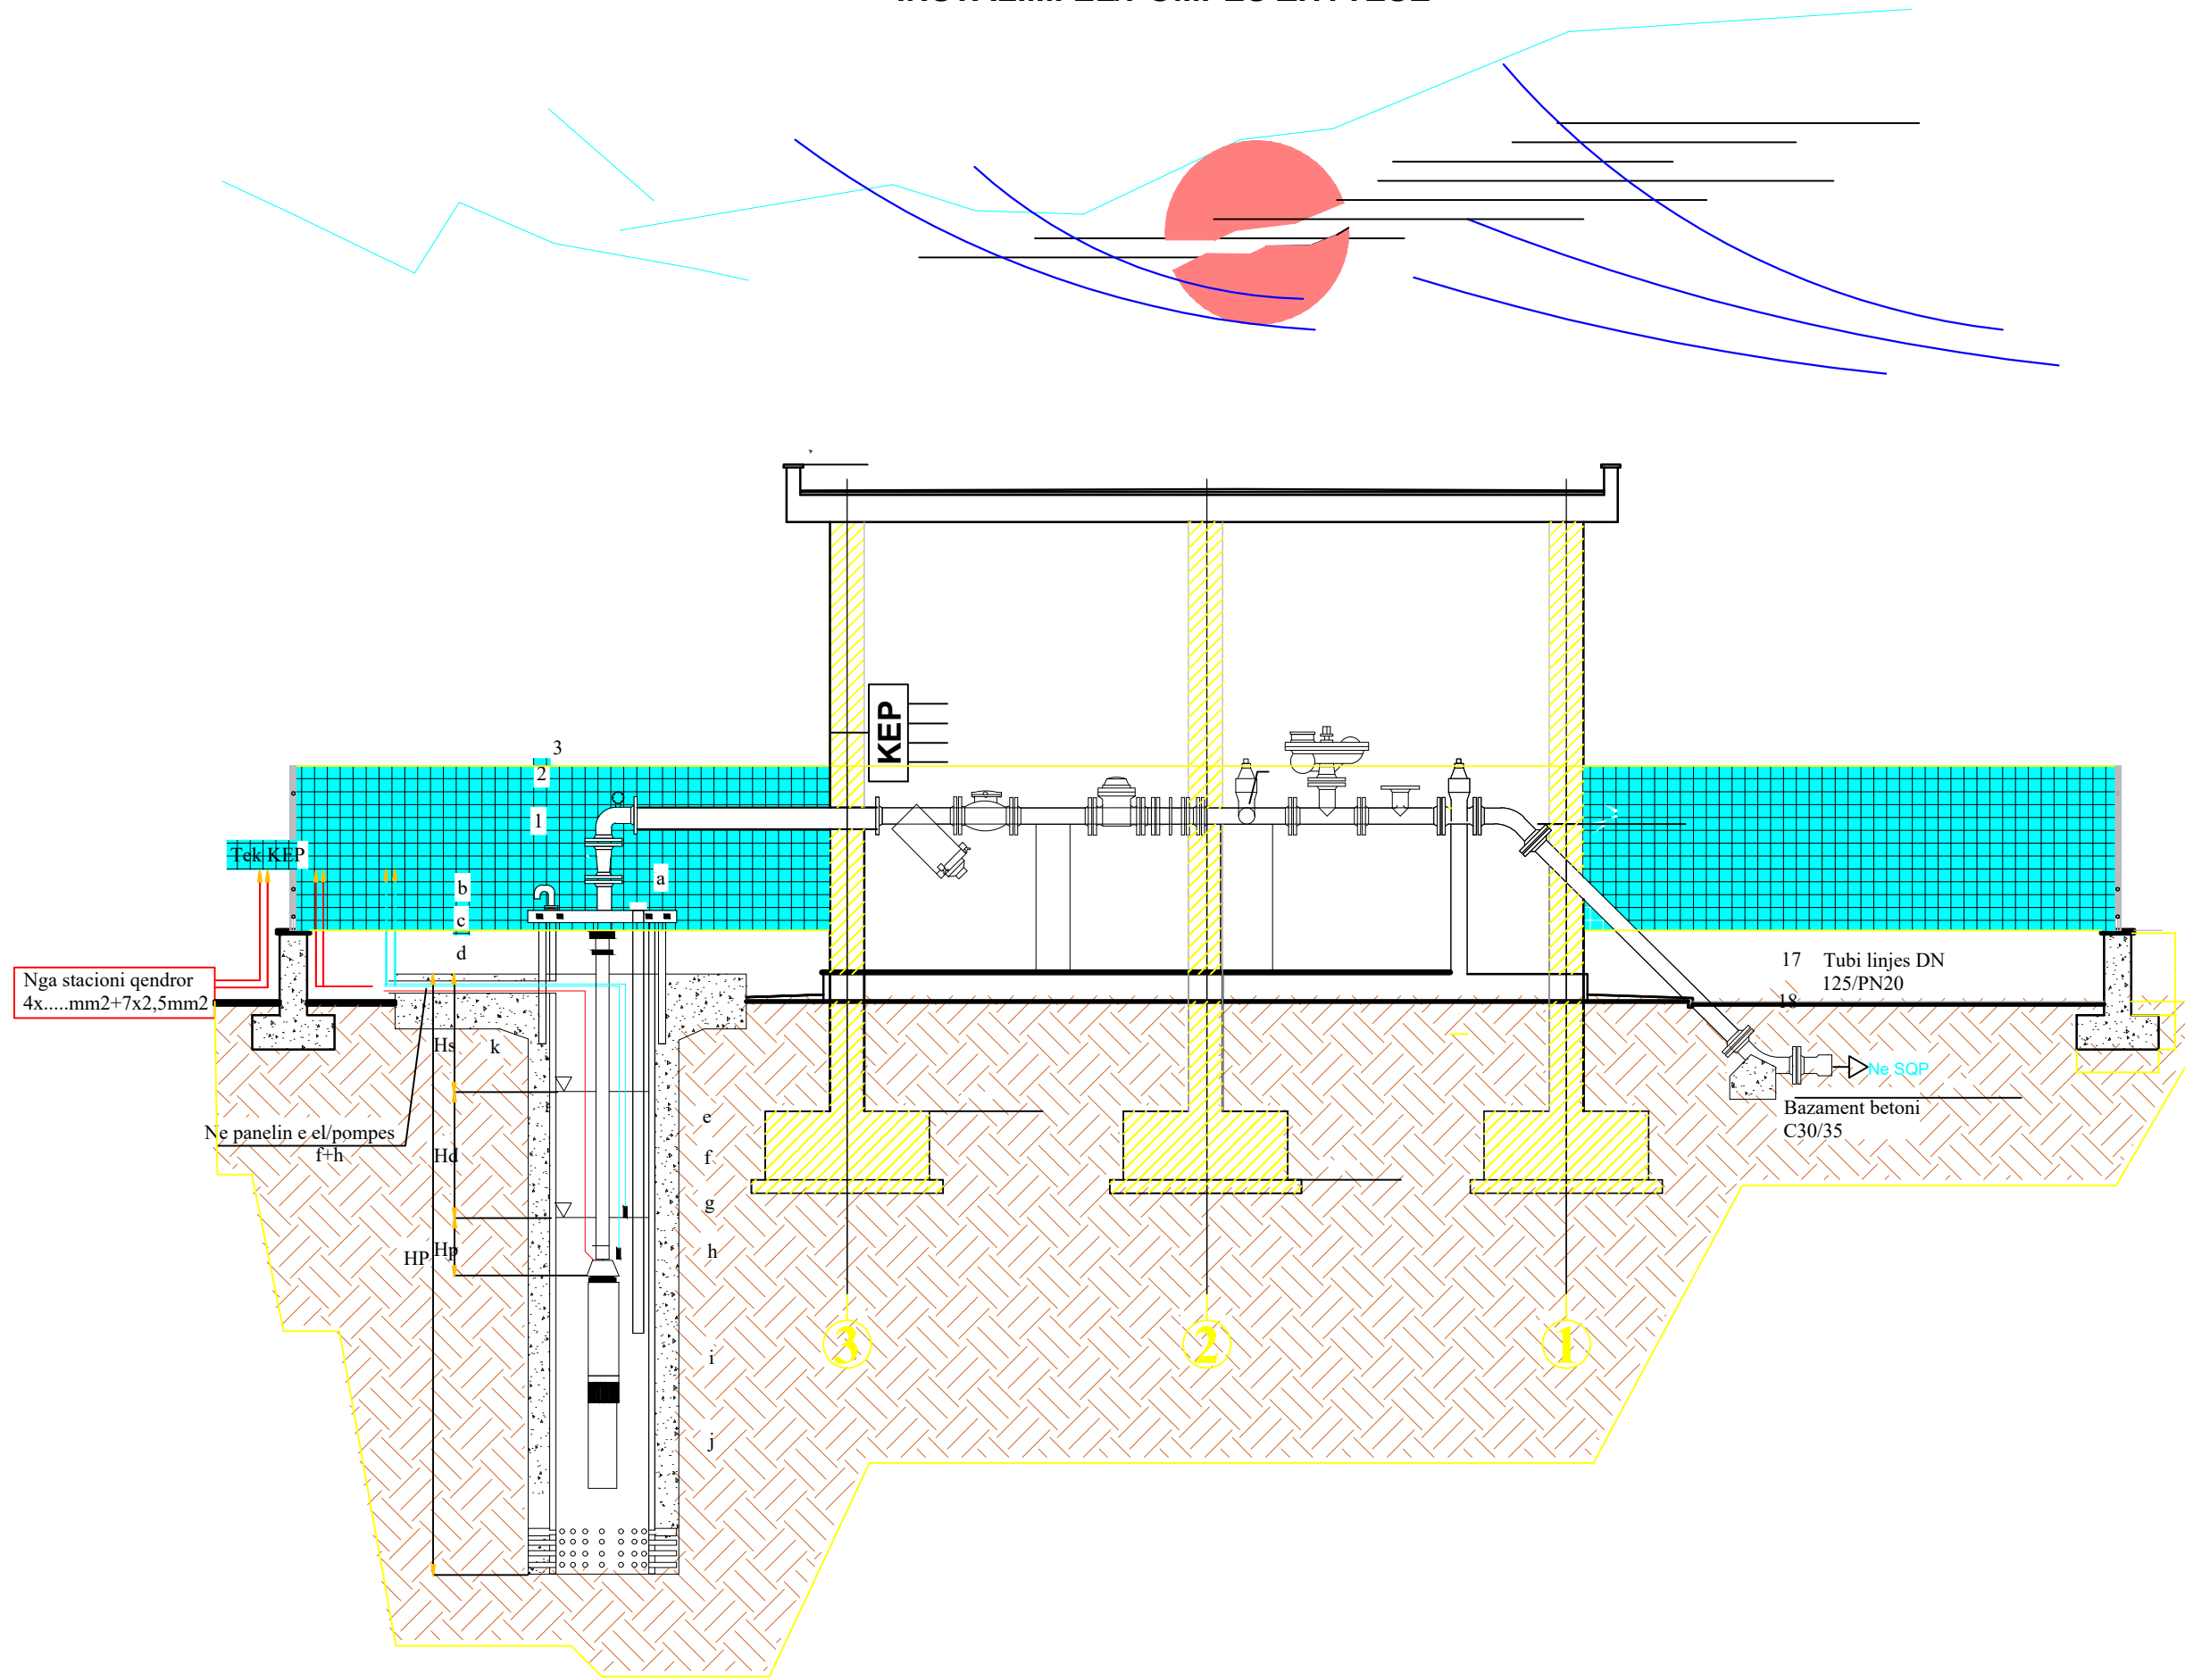 KEP
3
2
1
Tek KEP
a
b
c
d
Nga stacioni qendror
4x.....mm2+7x2,5mm2
17 Tubi linjes DN
125/PN20
18
Hs
k
Ne SQP
Bazament betoni
C30/35
e
Ne panelin e el/pompes
f+h
Hd
f
g
HP
Hp
h
i
j
3
2
1